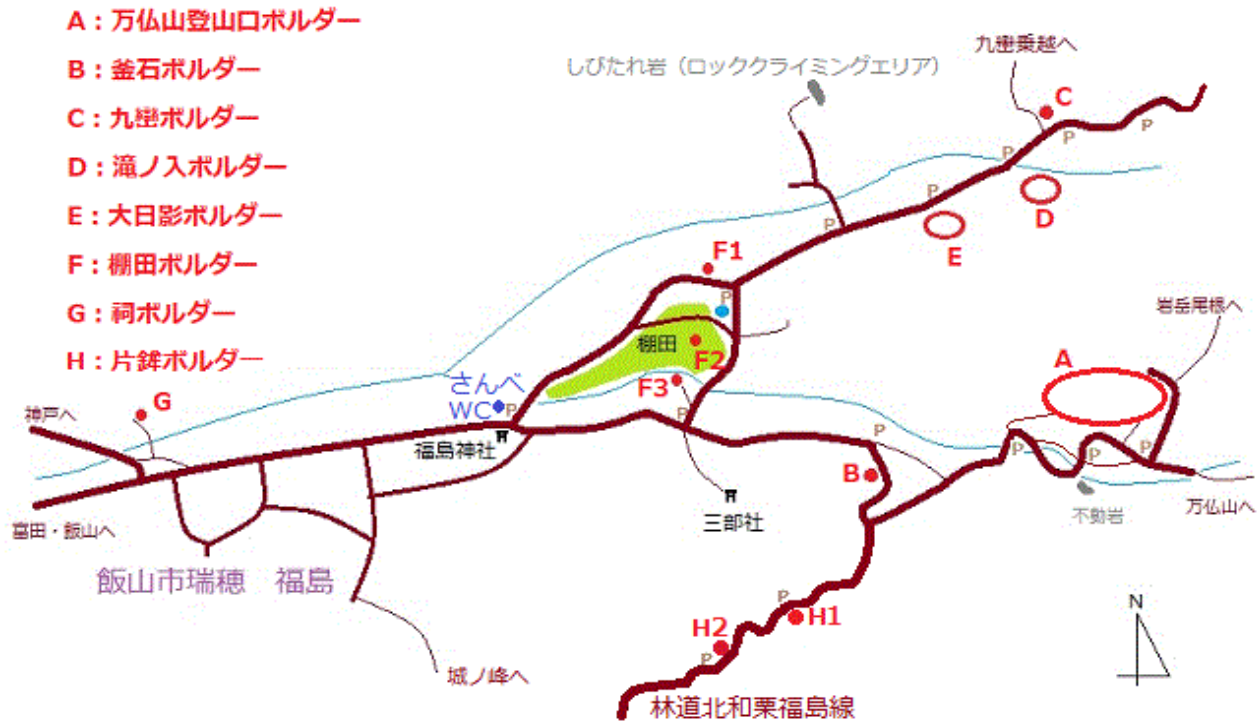 A：万仏山登山口ボルダー
B：釜石ボルダー
C：九巒ボルダー
D：滝ノ入ボルダー
E：大日影ボルダー
F：棚田ボルダー
G：祠ボルダー
H：片鉾ボルダー
しびたれ岩（ロッククライミングエリア）
九巒乗越へ
C
P
P
P
P
P
D
P
E
F1
P
P
棚田
F2
F3
さんべ
WC
P
福島神社
P
三部社
岩岳尾根へ
A
P
P
P
P
B
不動岩
万仏山へ
G
神戸へ
富田・飯山へ
飯山市瑞穂　福島
城ノ峰へ
P
H1
H2
P
林道北和栗福島線
N